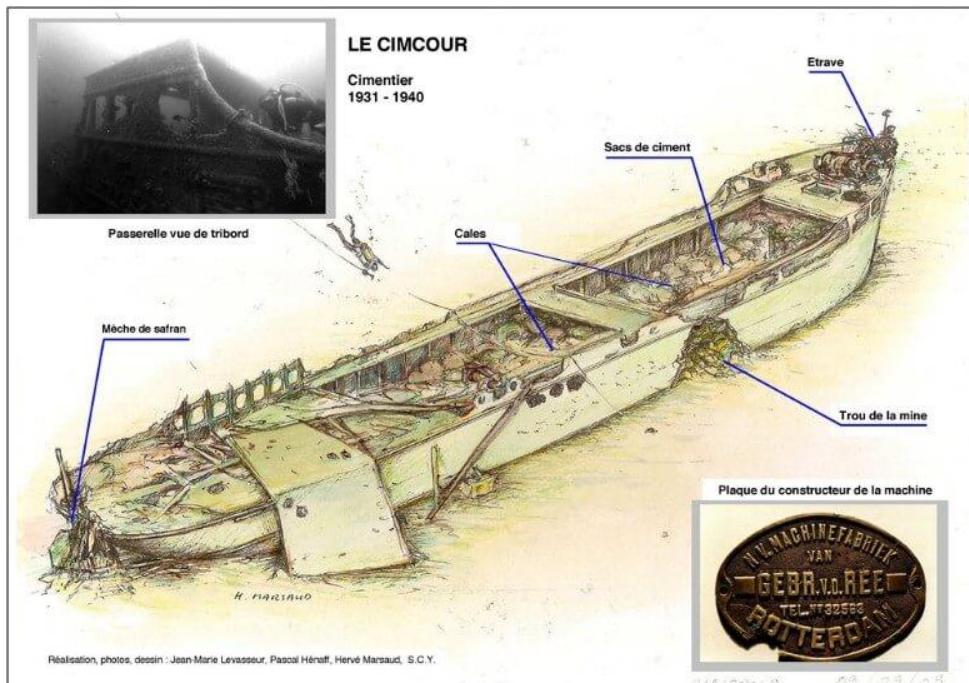 LE CIMCOUR
Cimentier
1931 - 1940
Passerelle vue de tribord
Etrave
Sacs de ciment
Cales
Mèche de safran
Trou de la mine
Plaque du constructeur de la machine
N.V. MACHINEFABRIEK
VAN
GEBR. V.D. REE
TEL. Nº 32583
ROTTERDAM
H. MARSAUD
Réalisation, photos, dessin : Jean-Marie Levasseur, Pascal Hénaff, Hervé Marsaud, S.C.Y.